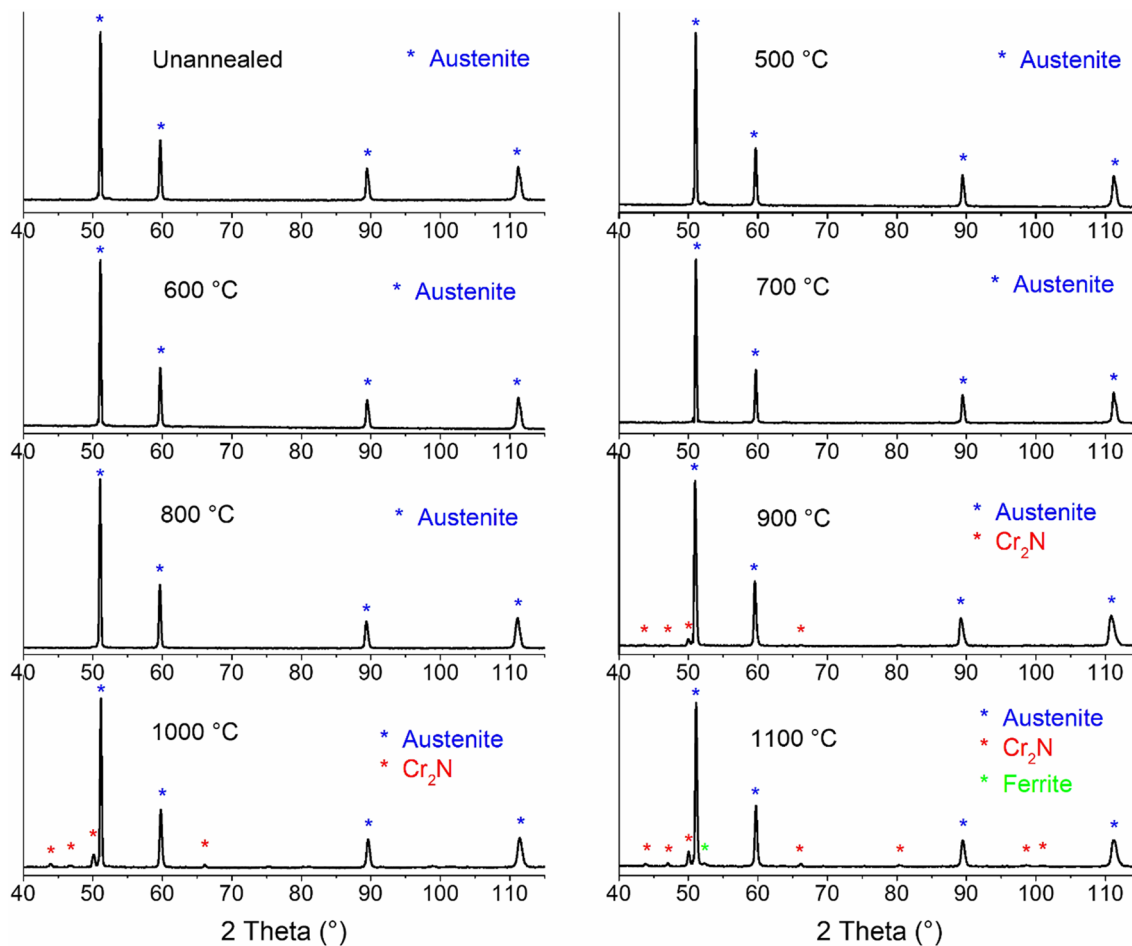 *
Unannealed
* Austenite
*
*
*
40 50 60 70 80 90 100 110
*
500 °C
* Austenite
*
*
*
40 50 60 70 80 90 100 110
*
600 °C
* Austenite
*
*
*
40 50 60 70 80 90 100 110
*
700 °C
* Austenite
*
*
*
40 50 60 70 80 90 100 110
*
800 °C
* Austenite
*
*
*
40 50 60 70 80 90 100 110
*
900 °C
* Austenite
* Cr₂N
*
*
*
* * * *
40 50 60 70 80 90 100 110
*
1000 °C
* Austenite
* Cr₂N
*
*
*
* * * *
40 50 60 70 80 90 100 110
2 Theta (°)
*
1100 °C
* Austenite
* Cr₂N
* Ferrite
*
*
*
* * * * * * * *
40 50 60 70 80 90 100 110
2 Theta (°)